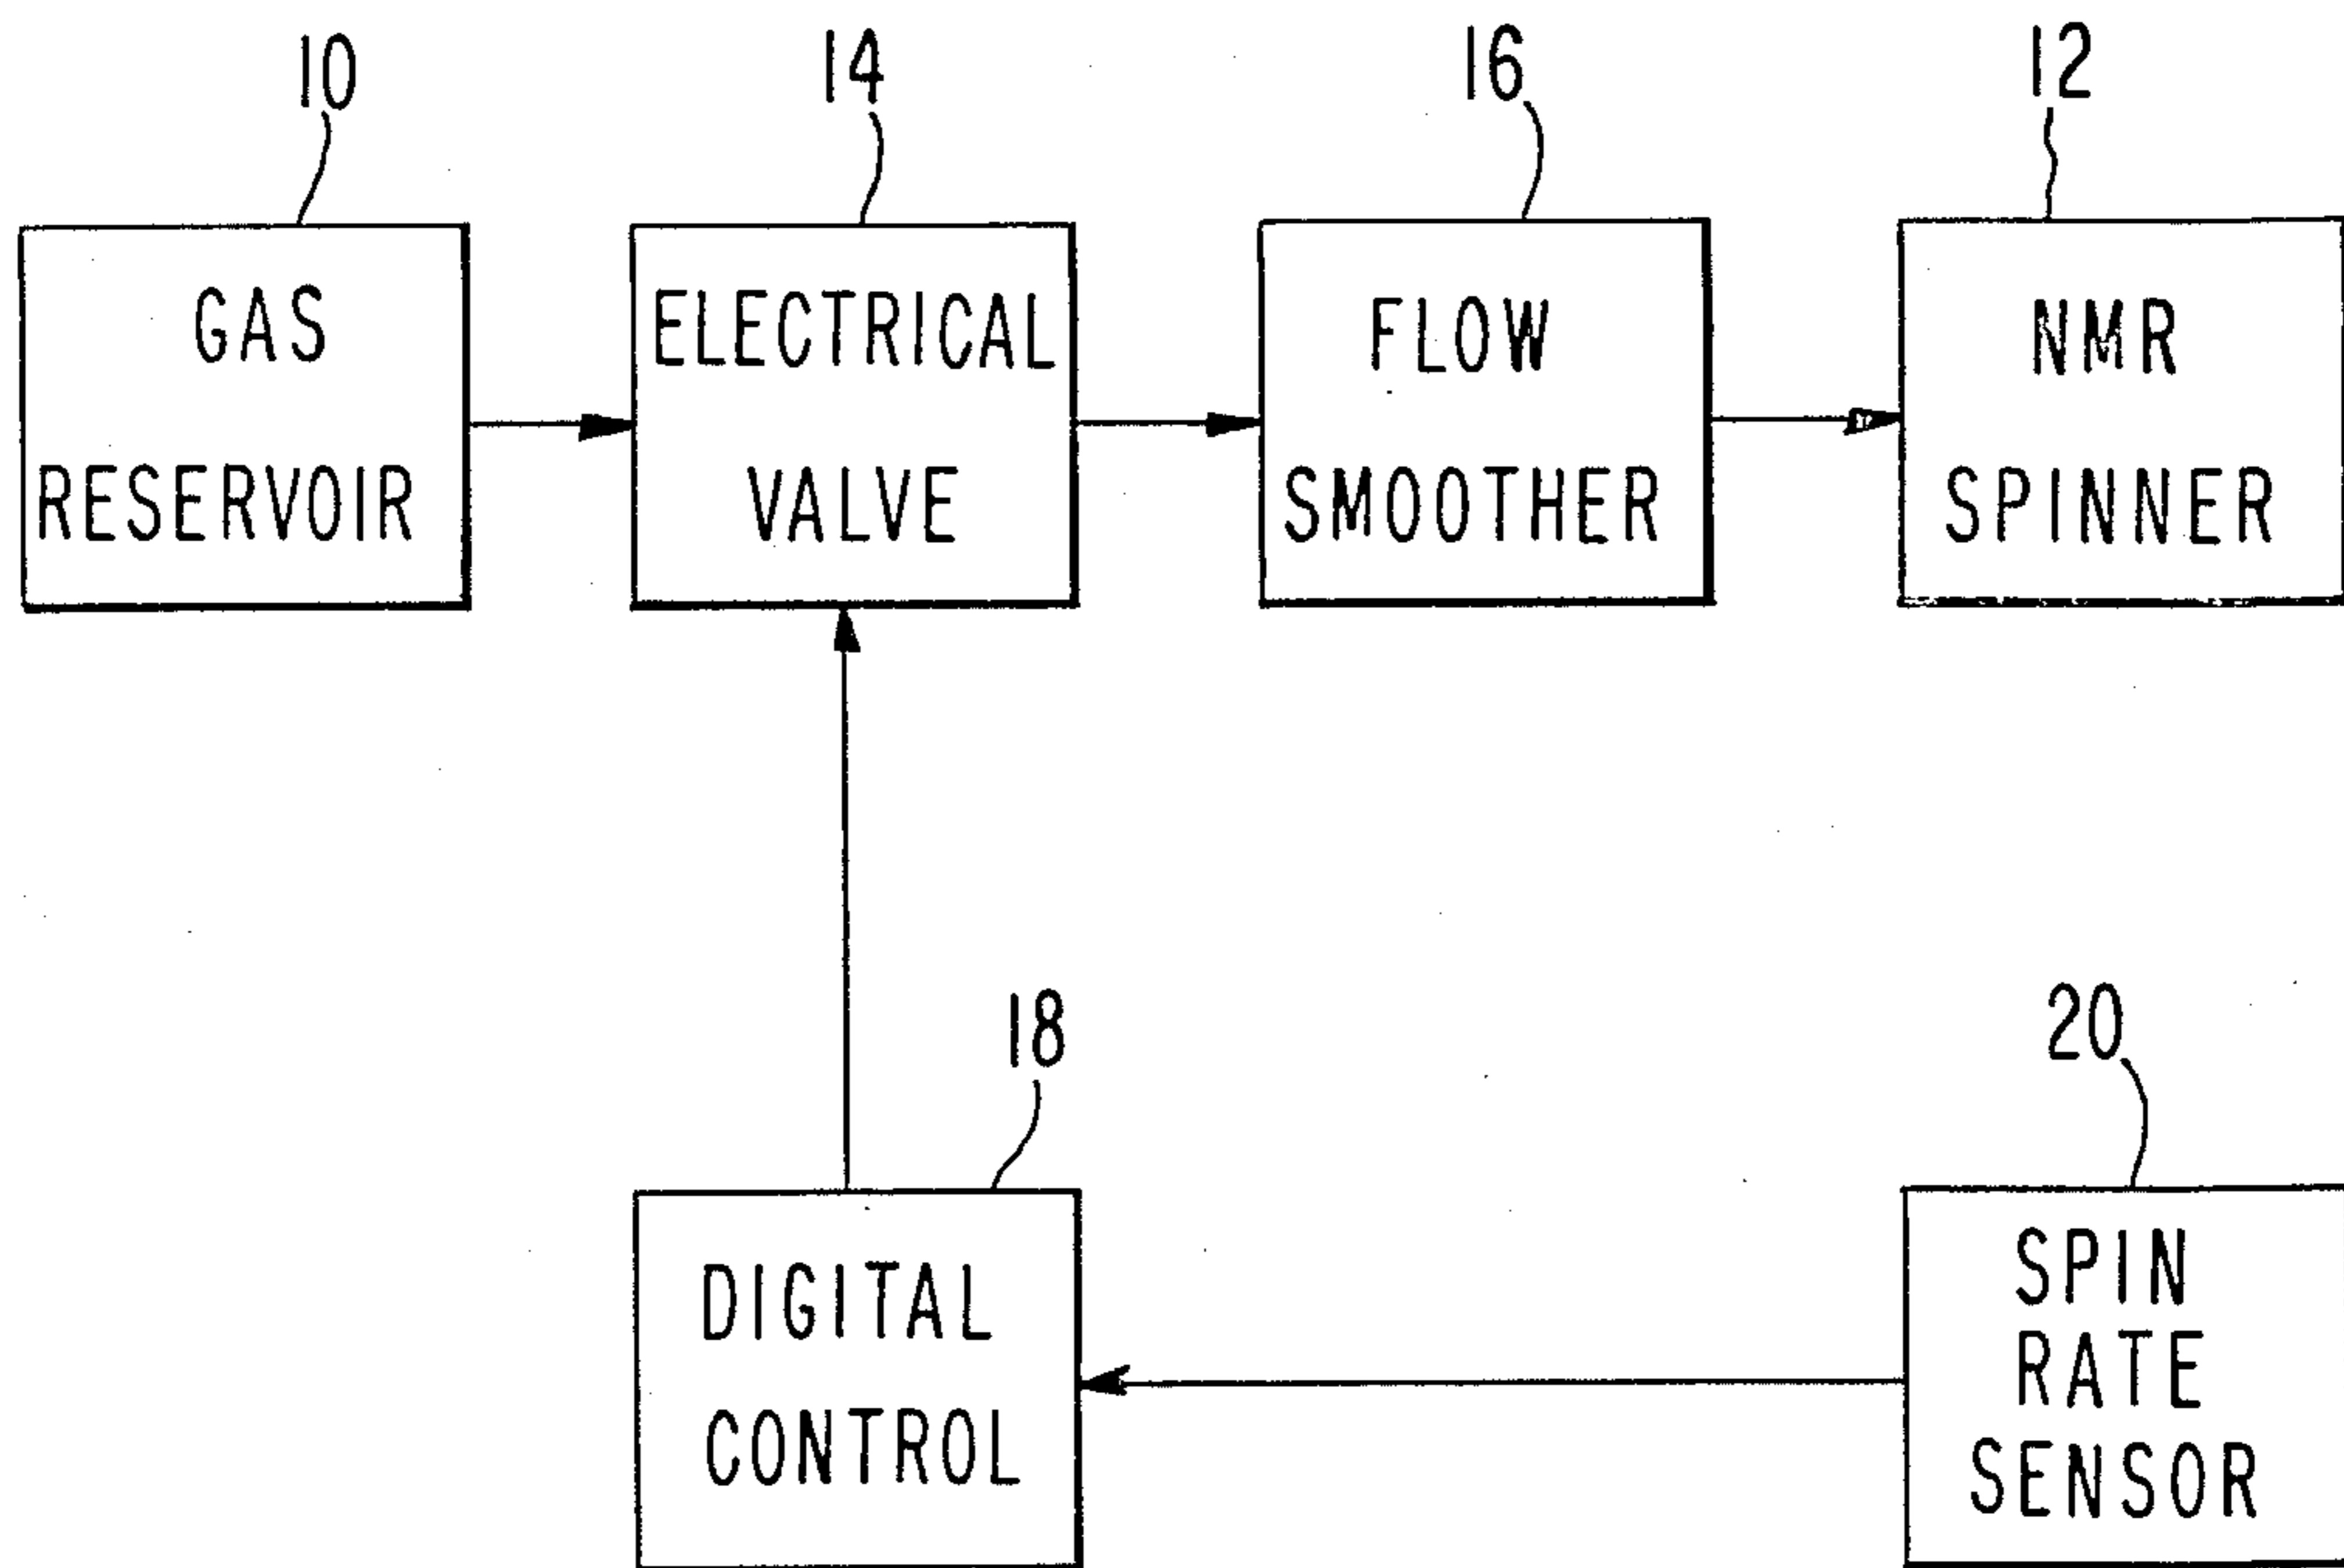 10
14
16
12
GAS
RESERVOIR
ELECTRICAL
VALVE
FLOW
SMOOTHER
NMR
SPINNER
18
20
DIGITAL
CONTROL
SPIN
RATE
SENSOR